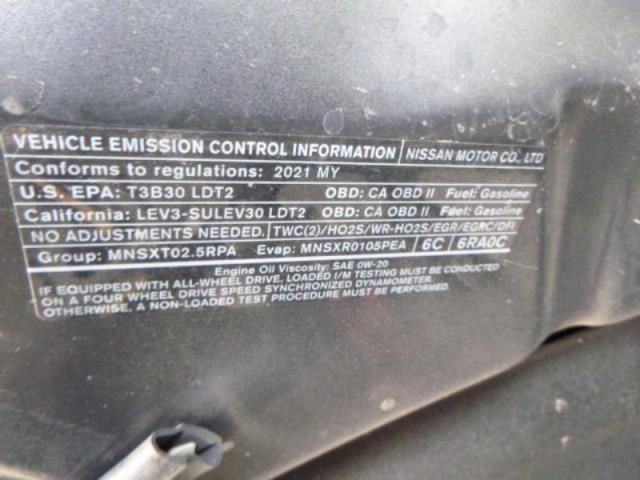 VEHICLE EMISSION CONTROL INFORMATION NISSAN MOTOR CO., LTD
Conforms to regulations: 2021 MY
U.S. EPA: T3B30 LDT2 OBD: CA OBD II Fuel: Gasoline
California: LEV3-SULEV30 LDT2 OBD: CA OBD II Fuel: Gasoline
NO ADJUSTMENTS NEEDED. TWC(2)/HO2S/WR-HO2S/EGR/EGRC/DFI
Group: MNSXT02.5RPA Evap: MNSXR0105PEA 6C 6RA0C
Engine Oil Viscosity: SAE 0W-20
IF EQUIPPED WITH ALL-WHEEL DRIVE, LOADED I/M TESTING MUST BE CONDUCTED
ON A FOUR WHEEL DRIVE SPEED SYNCHRONIZED DYNAMOMETER.
OTHERWISE, A NON-LOADED TEST PROCEDURE MUST BE PERFORMED.